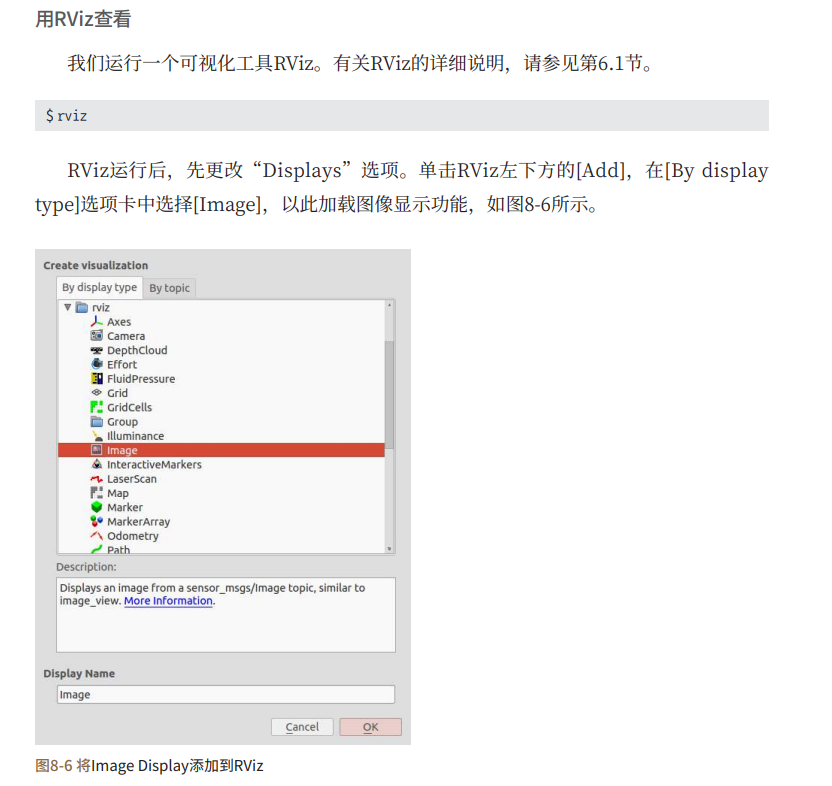 用RViz查看
我们运行一个可视化工具RViz。有关RViz的详细说明，请参见第6.1节。
$ rviz
RViz运行后，先更改“Displays”选项。单击RViz左下方的[Add]，在[By display
type]选项卡中选择[Image]，以此加载图像显示功能，如图8-6所示。
Create visualization
By display type By topic
rviz
Axes
Camera
DepthCloud
Effort
FluidPressure
Grid
GridCells
Group
Illuminance
Image
InteractiveMarkers
LaserScan
Map
Marker
MarkerArray
Odometry
Path
Description:
Displays an image from a sensor_msgs/Image topic, similar to
image_view. More Information.
Display Name
Image
Cancel OK
图8-6 将Image Display添加到RViz